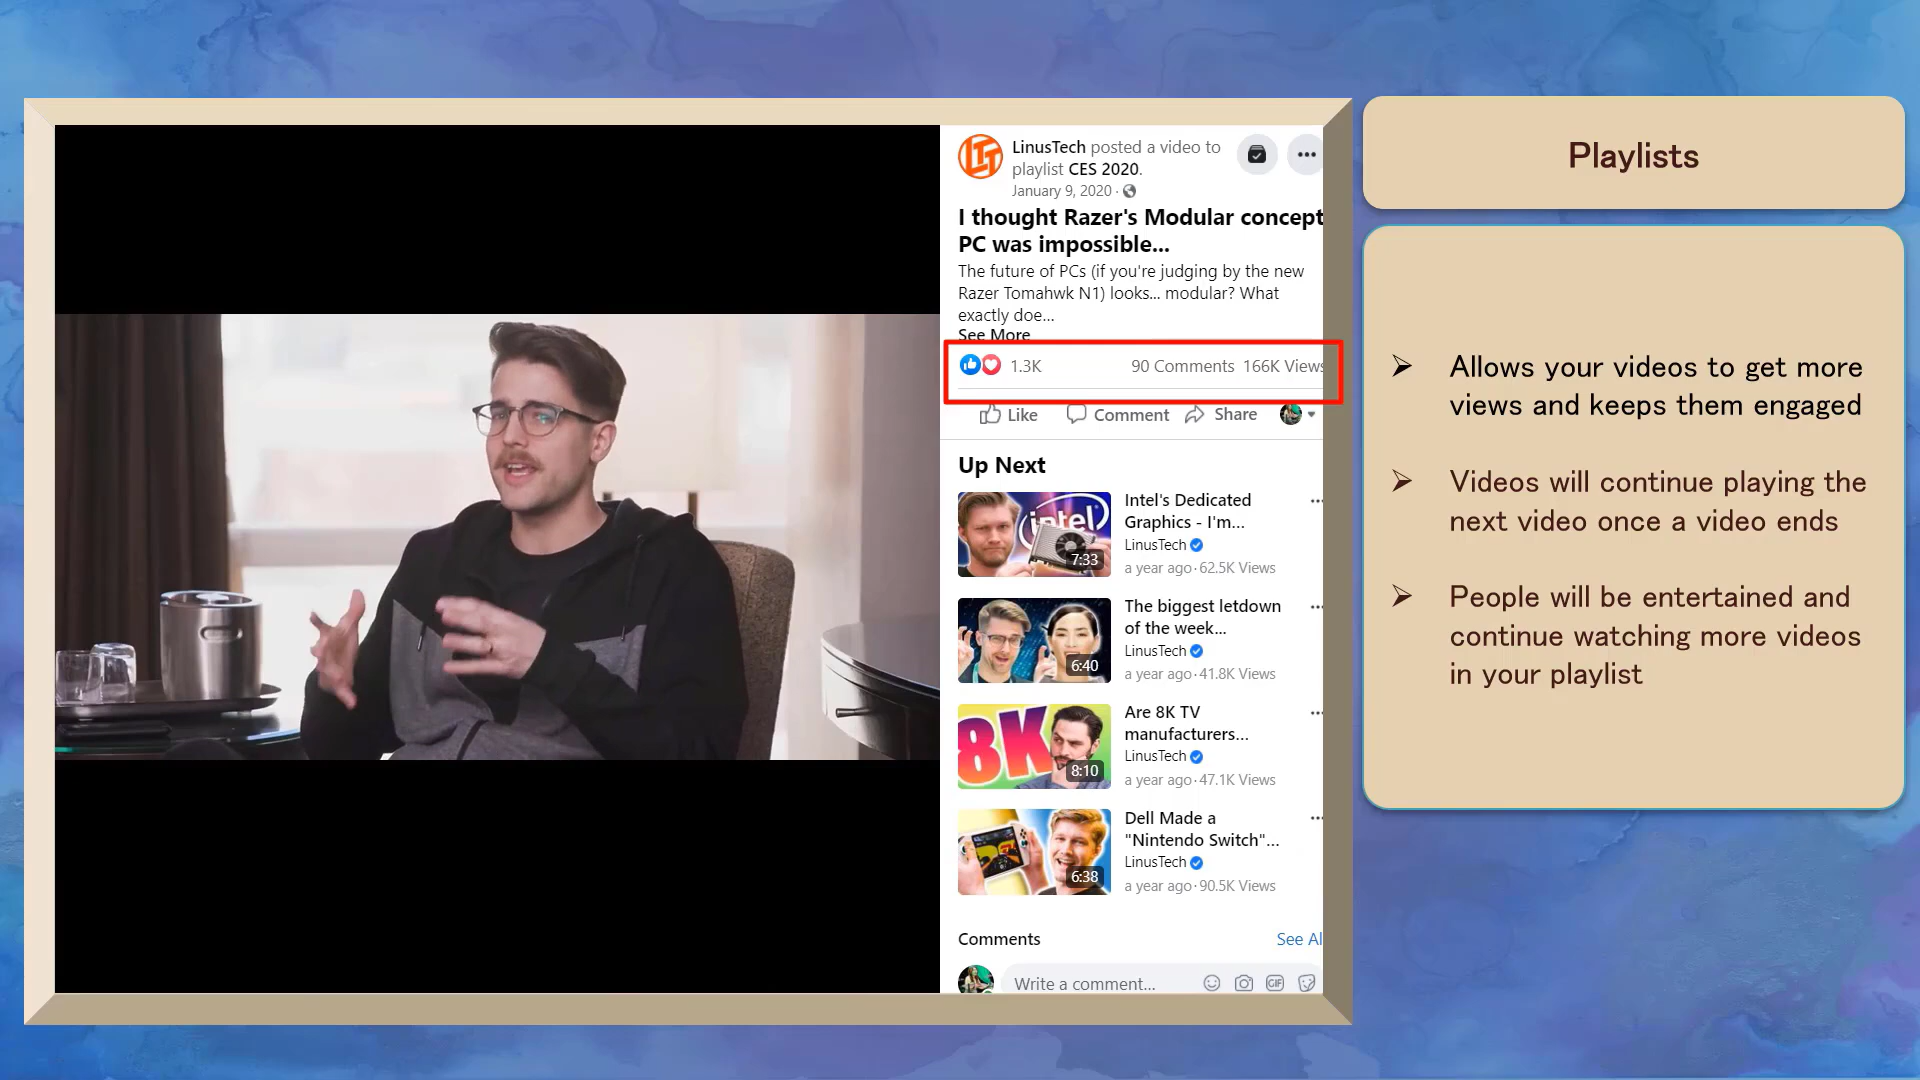 LinusTech posted a video to
playlist CES 2020.
January 9, 2020 ·
I thought Razer's Modular concept
PC was impossible...
The future of PCs (if you're judging by the new
Razer Tomahwk N1) looks... modular? What
exactly doe...
See More
1.3K 90 Comments 166K Views
Like Comment Share
Up Next
intel
7:33
Intel's Dedicated
Graphics - I'm...
LinusTech
a year ago · 62.5K Views
6:40
The biggest letdown
of the week...
LinusTech
a year ago · 41.8K Views
8K
8:10
Are 8K TV
manufacturers...
LinusTech
a year ago · 47.1K Views
6:38
Dell Made a
"Nintendo Switch"...
LinusTech
a year ago · 90.5K Views
Comments See Al
Write a comment... GIF
Playlists
➢ Allows your videos to get more
views and keeps them engaged
➢ Videos will continue playing the
next video once a video ends
➢ People will be entertained and
continue watching more videos
in your playlist